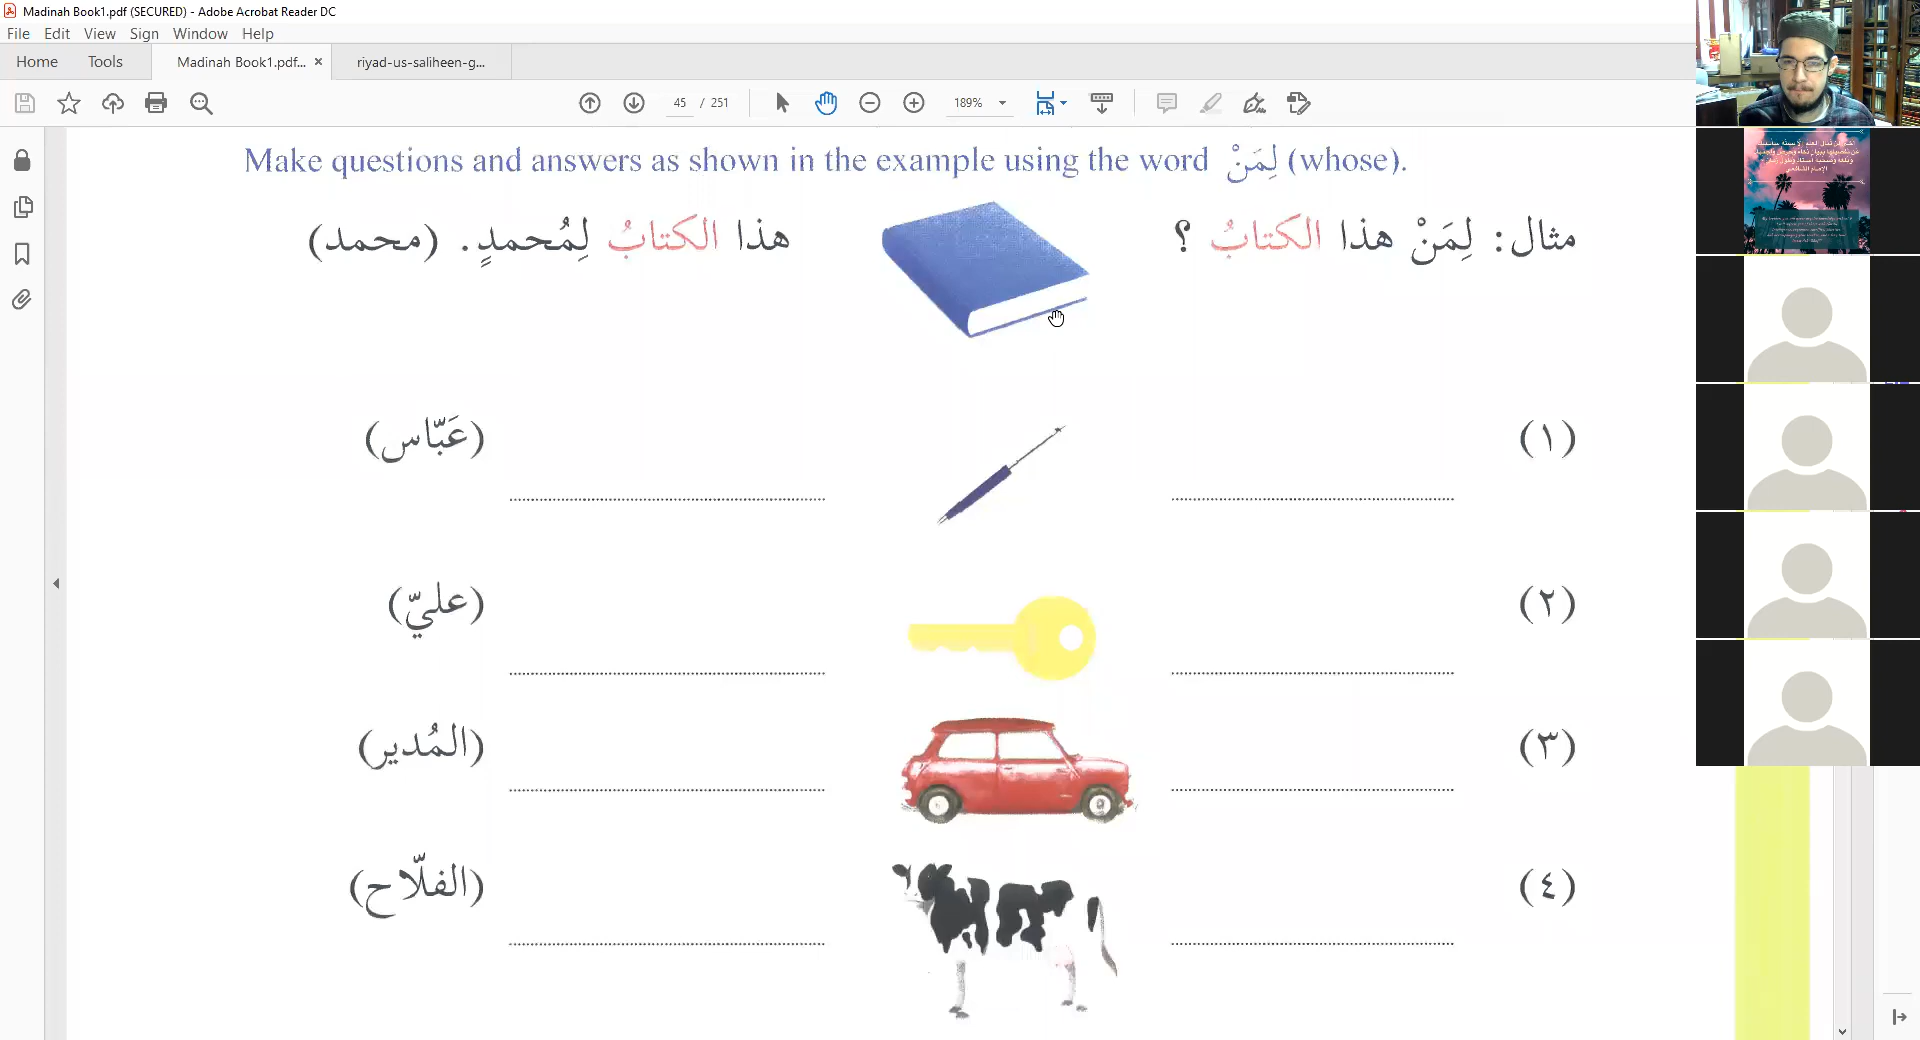 Madinah Book1.pdf (SECURED) - Adobe Acrobat Reader DC
File Edit View Sign Window Help
Home Tools Madinah Book1.pdf... × riyad-us-saliheen-g...
45 / 251 189%
Make questions and answers as shown in the example using the word لِمَنْ (whose).
مثال: لِمَنْ هذا الكتابُ ؟ هذا الكتابُ لِمُحمدٍ. (محمد)
(١) (عَبّاس)
(٢) (عليّ)
(٣) (المُدير)
(٤) (الفلّاح)